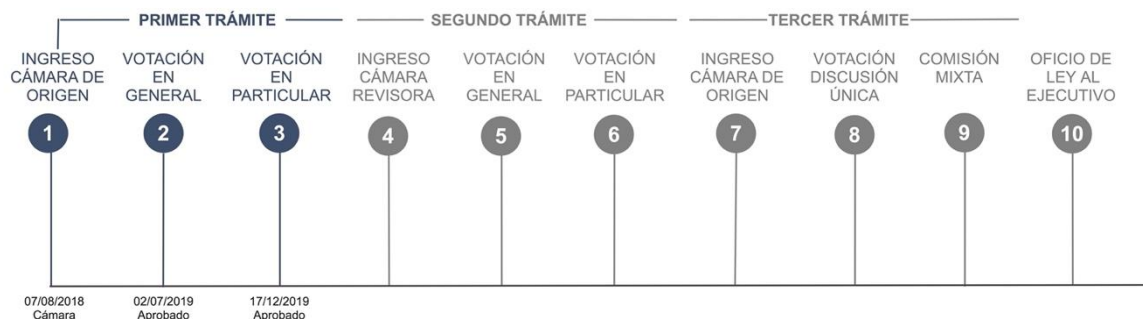 PRIMER TRÁMITE
SEGUNDO TRÁMITE
TERCER TRÁMITE
INGRESO
CÁMARA DE
ORIGEN
VOTACIÓN
EN
GENERAL
VOTACIÓN
EN
PARTICULAR
INGRESO
CÁMARA
REVISORA
VOTACIÓN
EN
GENERAL
VOTACIÓN
EN
PARTICULAR
INGRESO
CÁMARA DE
ORIGEN
VOTACIÓN
DISCUSIÓN
ÚNICA
COMISIÓN
MIXTA
OFICIO DE
LEY AL
EJECUTIVO
1
2
3
4
5
6
7
8
9
10
07/08/2018
Cámara
02/07/2019
Aprobado
17/12/2019
Aprobado